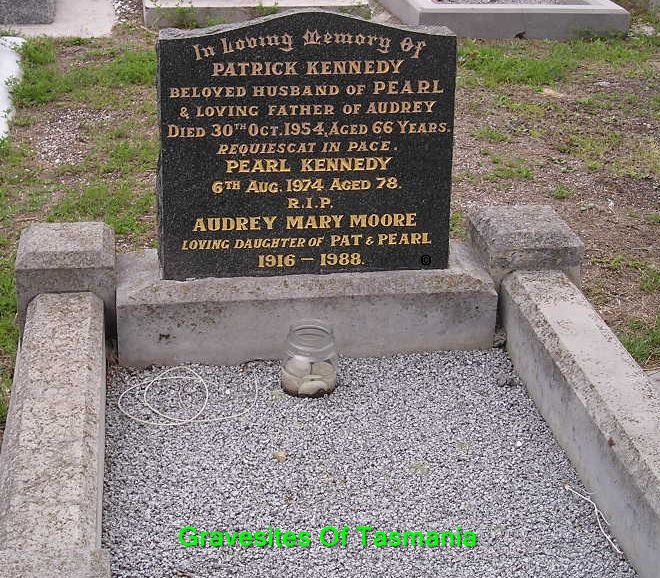 In Loving Memory Of
PATRICK KENNEDY
BELOVED HUSBAND OF PEARL
& LOVING FATHER OF AUDREY
DIED 30TH OCT. 1954, AGED 66 YEARS.
REQUIESCAT IN PACE.
PEARL KENNEDY
6TH AUG. 1974 AGED 78.
R.I.P.
AUDREY MARY MOORE
LOVING DAUGHTER OF PAT & PEARL
1916 – 1988.
Gravesites Of Tasmania